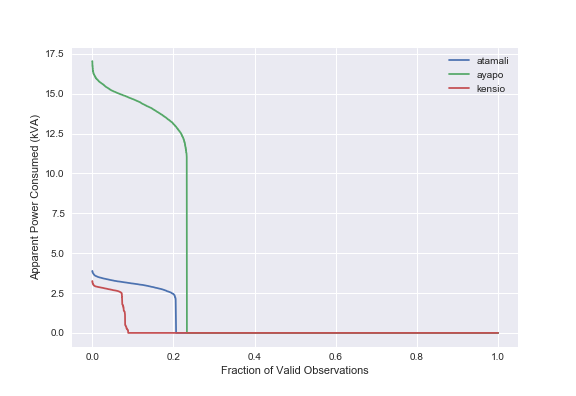 17.5
15.0
12.5
10.0
7.5
5.0
2.5
0.0
Apparent Power Consumed (kVA)
atamali
ayapo
kensio
0.0 0.2 0.4 0.6 0.8 1.0
Fraction of Valid Observations